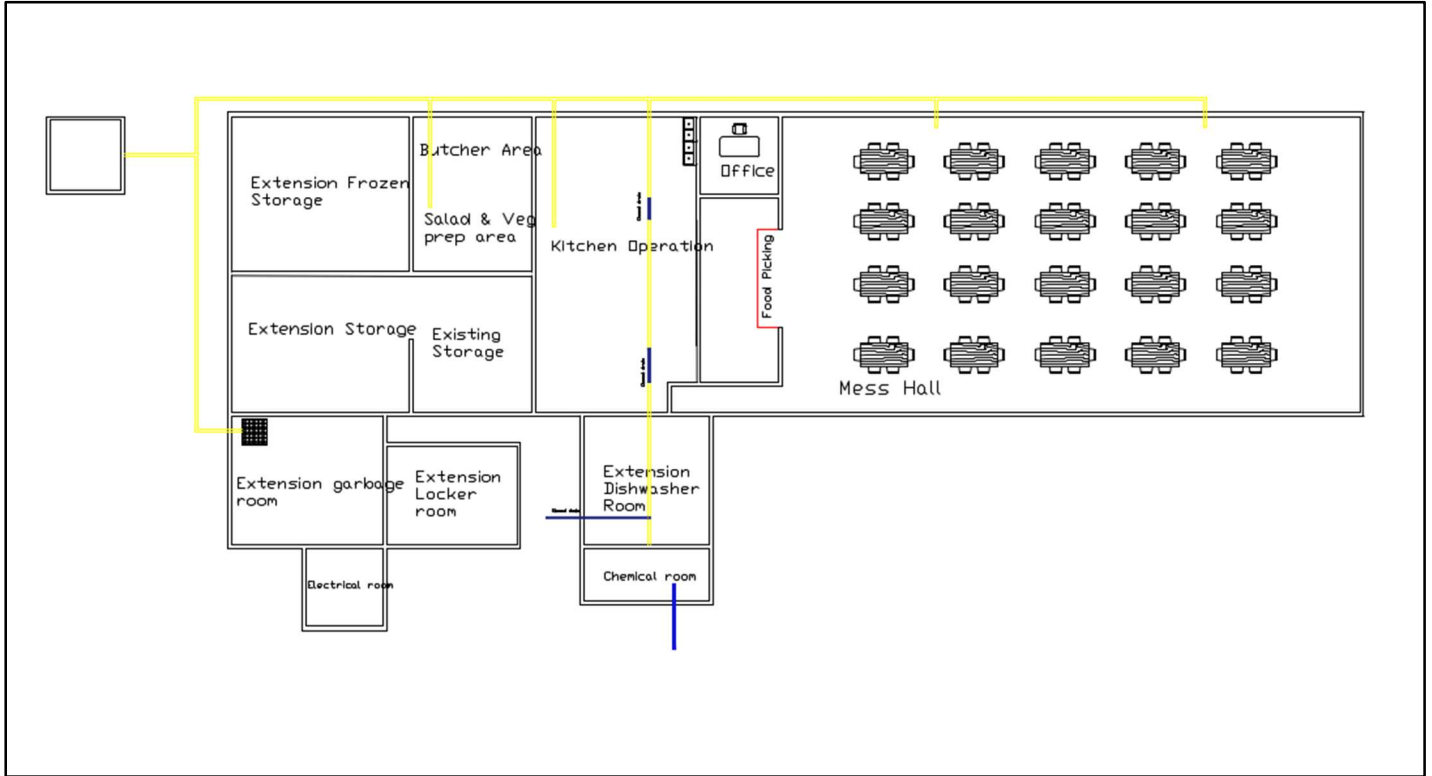 Butcher Area
Office
Extension Frozen
Storage
Salad & Veg
prep area
Kitchen Operation
Food Picking
Extension Storage
Existing
Storage
Mess Hall
Extension garbage
room
Extension
Locker
room
Extension
Dishwasher
Room
Electrical room
Chemical room